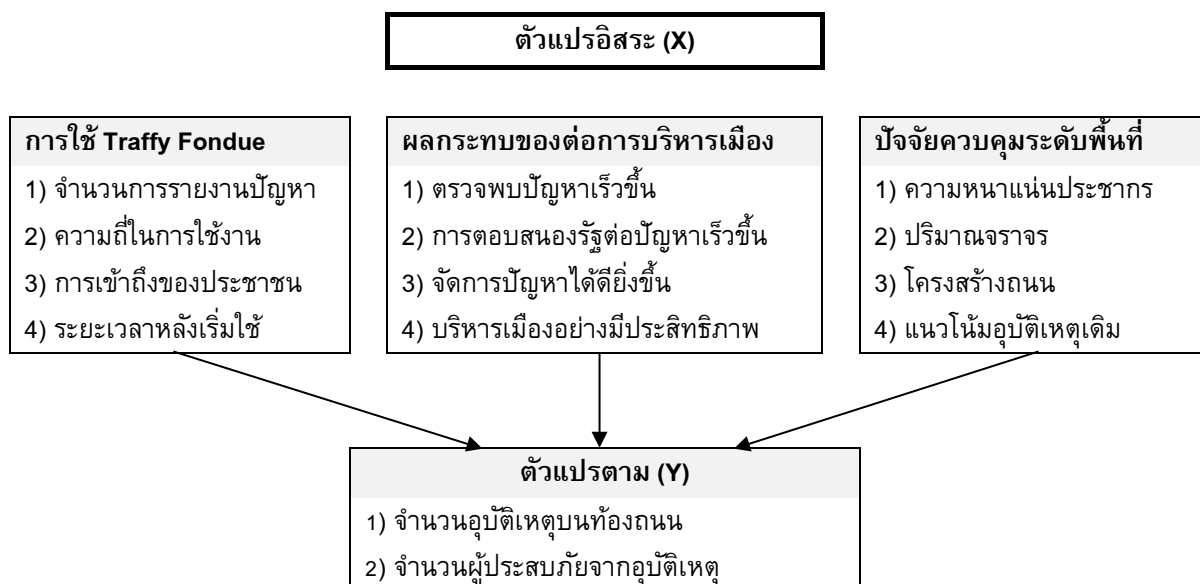 ตัวแปรอิสระ (X)
การใช้ Traffy Fondue
1) จำนวนการรายงานปัญหา
2) ความถี่ในการใช้งาน
3) การเข้าถึงของประชาชน
4) ระยะเวลาหลังเริ่มใช้
ผลกระทบของต่อการบริหารเมือง
1) ตรวจพบปัญหาเร็วขึ้น
2) การตอบสนองรัฐต่อปัญหาเร็วขึ้น
3) จัดการปัญหาได้ดียิ่งขึ้น
4) บริหารเมืองอย่างมีประสิทธิภาพ
ปัจจัยควบคุมระดับพื้นที่
1) ความหนาแน่นประชากร
2) ปริมาณจราจร
3) โครงสร้างถนน
4) แนวโน้มอุบัติเหตุเดิม
ตัวแปรตาม (Y)
1) จำนวนอุบัติเหตุบนท้องถนน
2) จำนวนผู้ประสบภัยจากอุบัติเหตุ